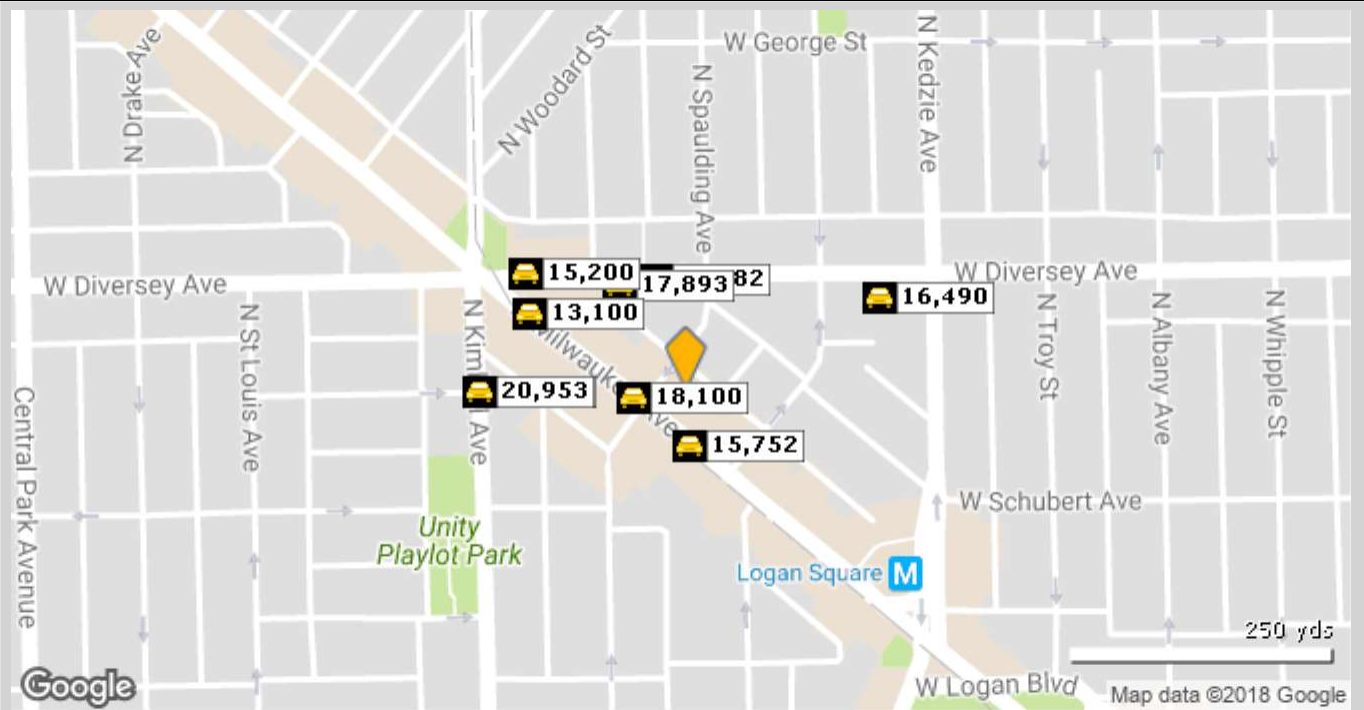 N Drake Ave
N Woodard St
W George St
N Spaulding Ave
N Kedzie Ave
W Diversey Ave
15,200
17,893
82
13,100
16,490
W Diversey Ave
N St Louis Ave
Central Park Avenue
20,953
18,100
15,752
N Troy St
N Albany Ave
N Whipple St
Unity
Playlot Park
W Schubert Ave
Logan Square M
250 yds
W Logan Blvd
Google
Map data ©2018 Google